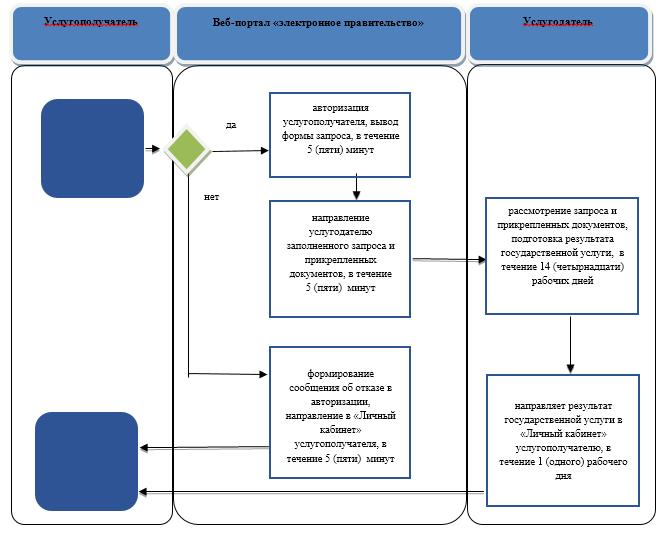 Услугополучатель
Веб-портал «электронное правительство»
Услугодатель
да
авторизация
услугополучателя, вывод
формы запроса, в течение
5 (пяти) минут
нет
направление
услугодателю
заполненного запроса и
прикрепленных
документов, в течение
5 (пяти) минут
рассмотрение запроса и
прикрепленных документов,
подготовка результата
государственной услуги, в
течение 14 (четырнадцати)
рабочих дней
формирование
сообщения об отказе в
авторизации,
направление в «Личный
кабинет»
услугополучателя, в
течение 5 (пяти) минут
направляет результат
государственной услуги в
«Личный кабинет»
услугополучателю, в
течение 1 (одного) рабочего
дня